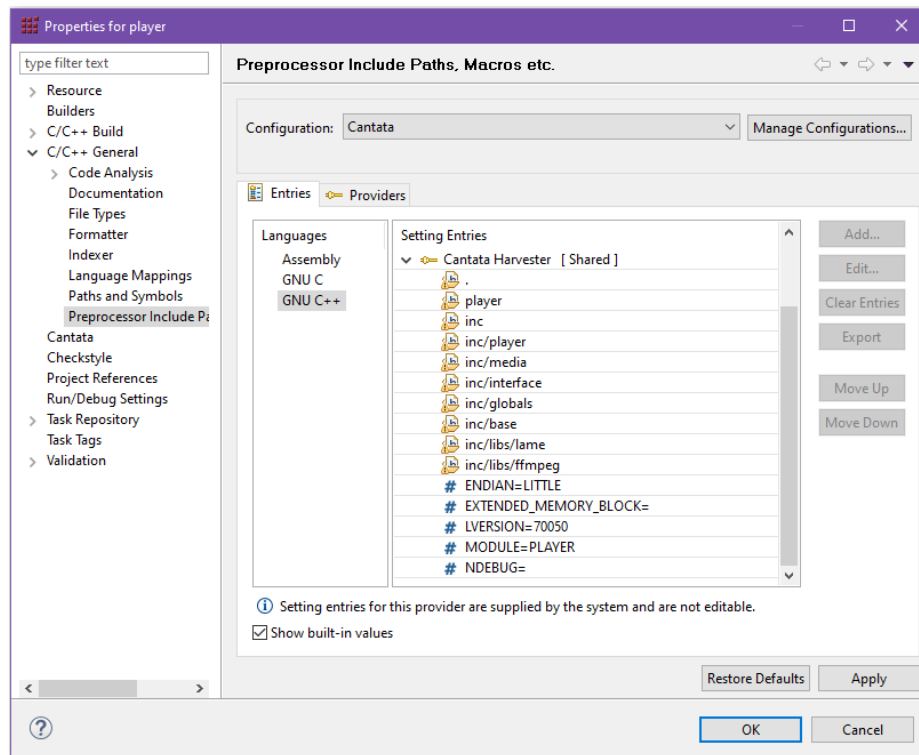 Properties for player
type filter text
Resource
Builders
C/C++ Build
C/C++ General
Code Analysis
Documentation
File Types
Formatter
Indexer
Language Mappings
Paths and Symbols
Preprocessor Include Pa
Cantata
Checkstyle
Project References
Run/Debug Settings
Task Repository
Task Tags
Validation
Preprocessor Include Paths, Macros etc.
Configuration: Cantata
Manage Configurations...
Entries Providers
Languages
Assembly
GNU C
GNU C++
Setting Entries
Cantata Harvester [ Shared ]
.
player
inc
inc/player
inc/media
inc/interface
inc/globals
inc/base
inc/libs/lame
inc/libs/ffmpeg
# ENDIAN=LITTLE
# EXTENDED_MEMORY_BLOCK=
# LVERSION=70050
# MODULE=PLAYER
# NDEBUG=
Add...
Edit...
Clear Entries
Export
Move Up
Move Down
Setting entries for this provider are supplied by the system and are not editable.
Show built-in values
Restore Defaults Apply
OK Cancel